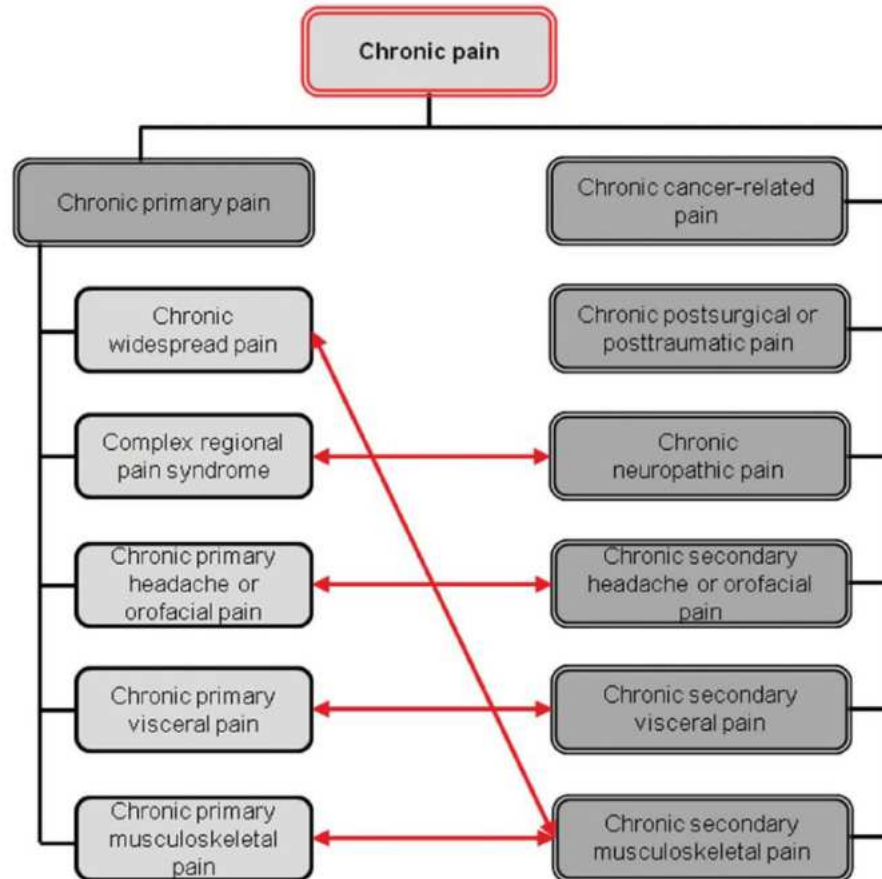 Chronic pain
Chronic primary pain
Chronic
widespread pain
Complex regional
pain syndrome
Chronic primary
headache or
orofacial pain
Chronic primary
visceral pain
Chronic primary
musculoskeletal
pain
Chronic cancer-related
pain
Chronic postsurgical or
posttraumatic pain
Chronic
neuropathic pain
Chronic secondary
headache or orofacial
pain
Chronic secondary
visceral pain
Chronic secondary
musculoskeletal pain